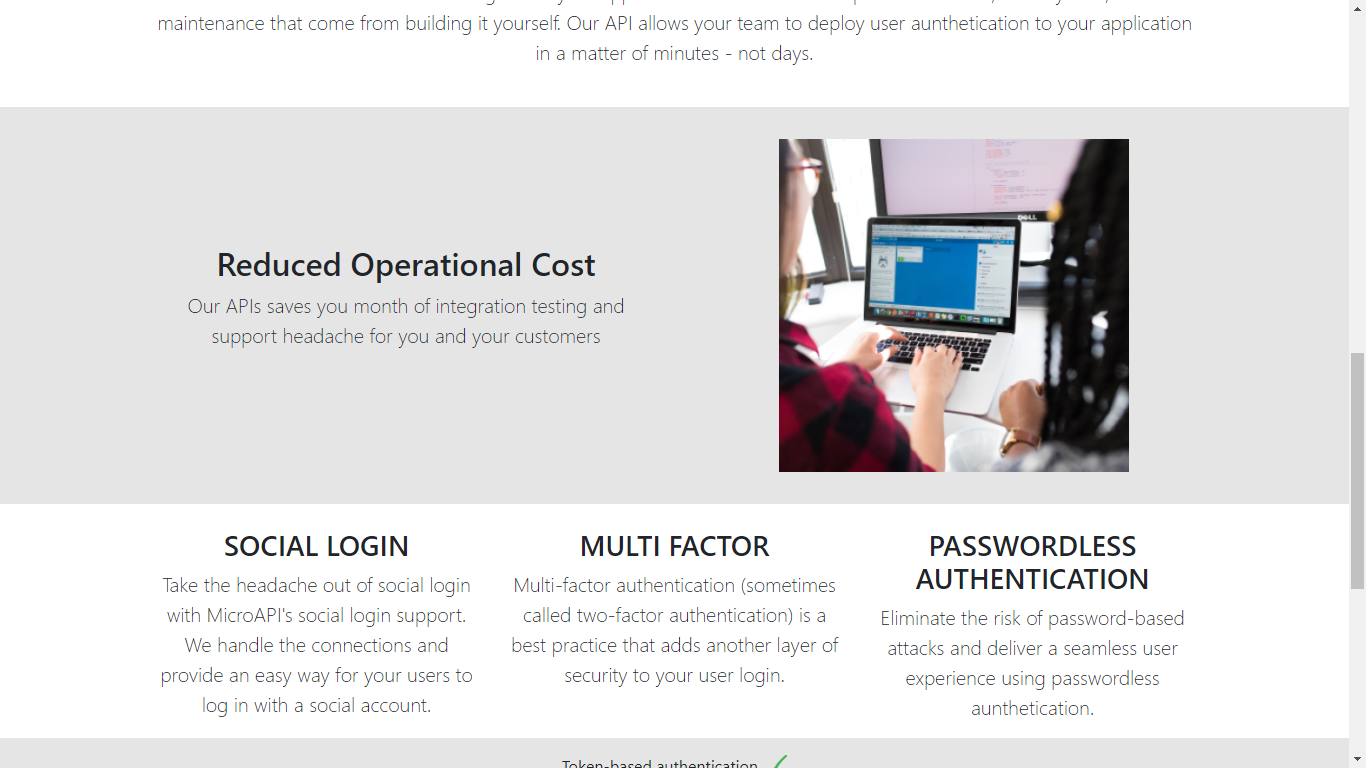 maintenance that come from building it yourself. Our API allows your team to deploy user aunthetication to your application
in a matter of minutes - not days.
DELL
Reduced Operational Cost
Our APIs saves you month of integration testing and
support headache for you and your customers
SOCIAL LOGIN
Take the headache out of social login
with MicroAPI's social login support.
We handle the connections and
provide an easy way for your users to
log in with a social account.
MULTI FACTOR
Multi-factor authentication (sometimes
called two-factor authentication) is a
best practice that adds another layer of
security to your user login.
PASSWORDLESS
AUTHENTICATION
Eliminate the risk of password-based
attacks and deliver a seamless user
experience using passwordless
aunthetication.
Token-based authentication